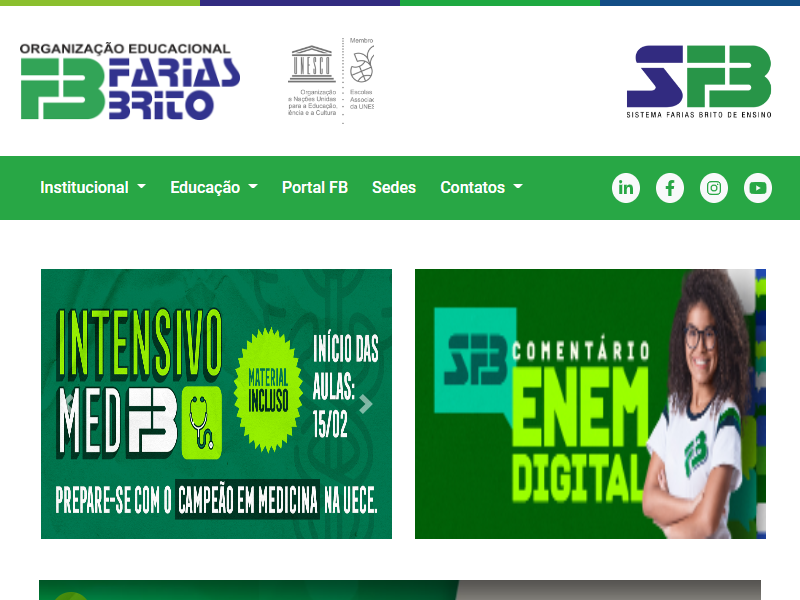 ORGANIZAÇÃO EDUCACIONAL
FB FARIAS
BRITO
UNESCO
Organização
Nações Unidas
para a Educação,
ência e a Cultura
Membro
Escolas
Associad
da UNES
SFB
SISTEMA FARIAS BRITO DE ENSINO
Institucional
Educação
Portal FB
Sedes
Contatos
INTENSIVO
MED FB
MATERIAL
INCLUSO
INÍCIO DAS
AULAS:
15/02
PREPARE-SE COM O CAMPEÃO EM MEDICINA NA UECE.
SFB
COMENTÁRIO
ENEM
DIGITAL
FB